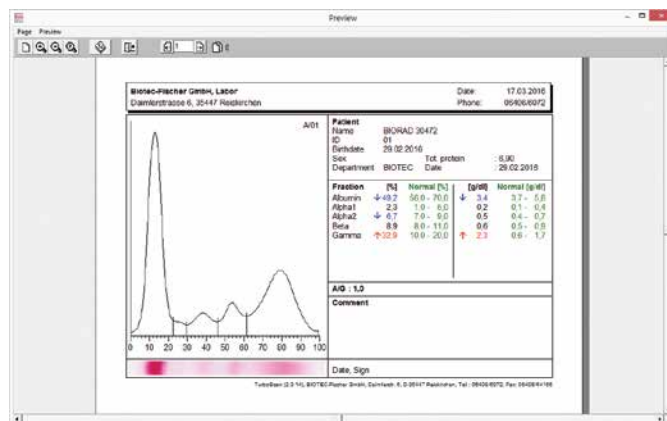 Preview
Page Preview
1
Biotec-Fischer GmbH, Labor Date: 17.03.2016
Daimlerstrasse 6, 35447 Reiskirchen Phone: 06408/6072
A/01
Patient
Name BIORAD 30472
ID 01
Birthdate 29.02.2016
Sex Tot. protein : 6,90
Department BIOTEC Date : 29.02.2016
Fraction [%] Normal [%] [g/dl] Normal [g/dl]
Albumin ↓ 49,2 56,0 - 70,0 ↓ 3,4 3,7 - 5,6
Alpha1 2,3 1,0 - 6,0 0,2 0,1 - 0,4
Alpha2 ↓ 6,7 7,0 - 9,0 0,5 0,4 - 0,7
Beta 8,9 8,0 - 11,0 0,6 0,5 - 0,9
Gamma ↑ 32,9 10,0 - 20,0 ↑ 2,3 0,6 - 1,7
A/G : 1,0
Comment
0 10 20 30 40 50 60 70 80 90 100
Date, Sign